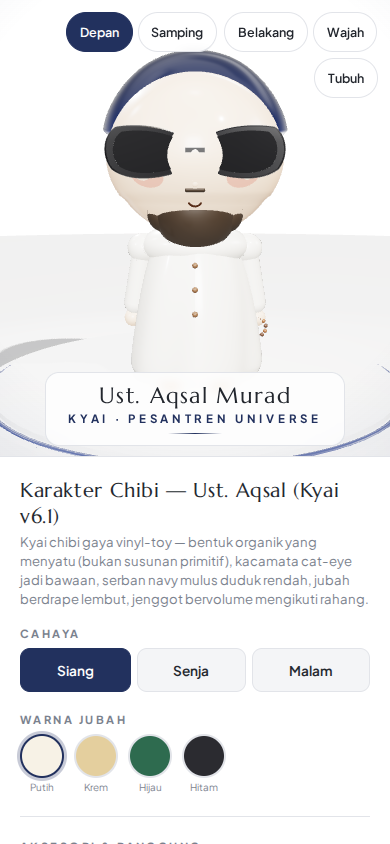 Depan
Samping
Belakang
Wajah
Tubuh
Ust. Aqsal Murad
KYAI · PESANTREN UNIVERSE
Karakter Chibi — Ust. Aqsal (Kyai
v6.1)
Kyai chibi gaya vinyl-toy — bentuk organik yang
menyatu (bukan susunan primitif), kacamata cat-eye
jadi bawaan, serban navy mulus duduk rendah, jubah
berdrape lembut, jenggot bervolume mengikuti rahang.
CAHAYA
Siang
Senja
Malam
WARNA JUBAH
Putih
Krem
Hijau
Hitam